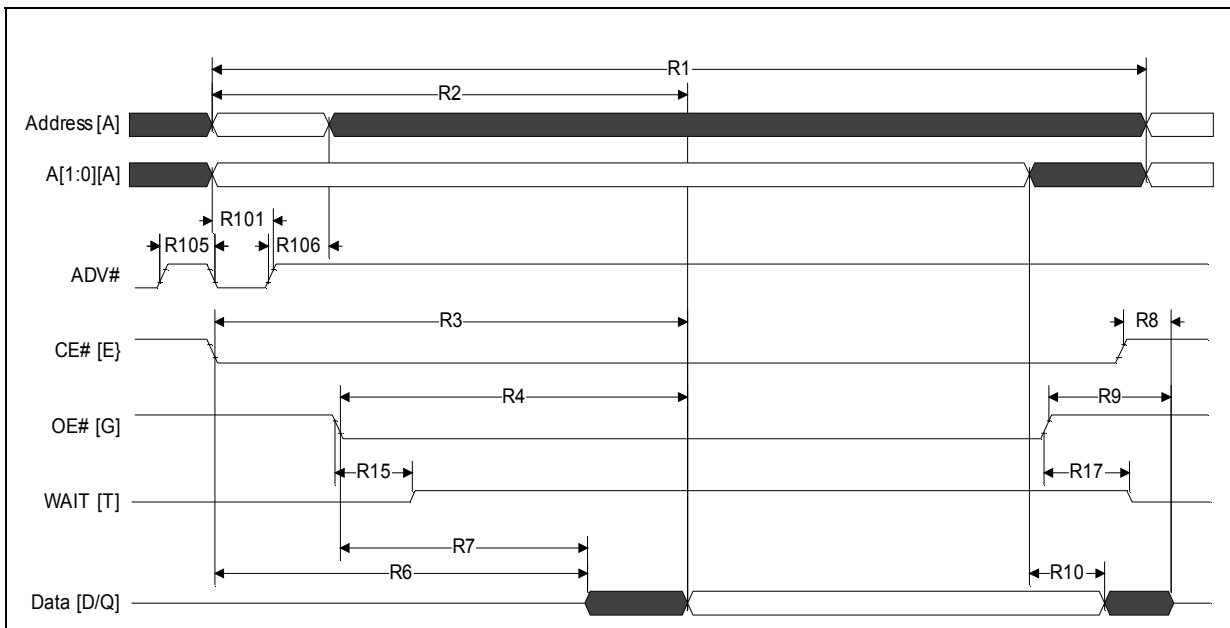 R1
R2
Address [A]
A[1:0][A]
R101
R105
R106
ADV#
R3
R8
CE# [E}
R4
R9
OE# [G]
R15
R17
WAIT [T]
R7
R6
R10
Data [D/Q]